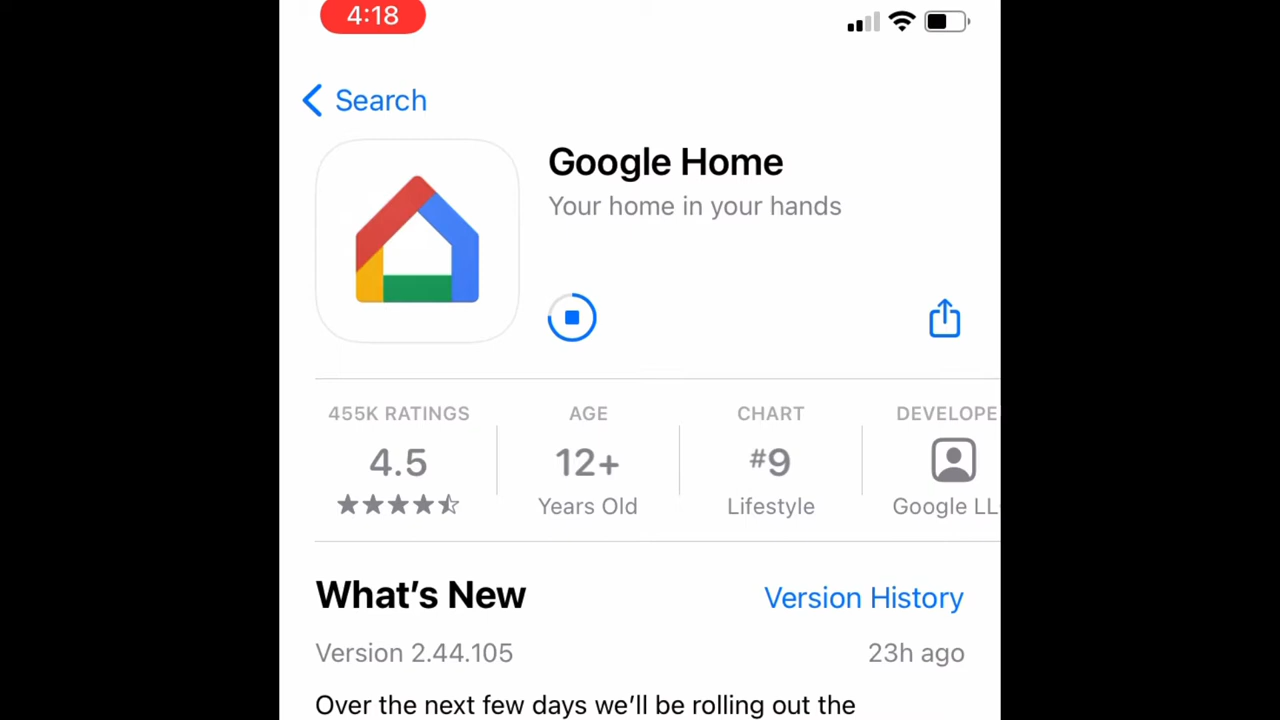 4:18
Search
Google Home
Your home in your hands
455K RATINGS
4.5
AGE
12+
Years Old
CHART
#9
Lifestyle
DEVELOPE
Google LL
What's New
Version History
Version 2.44.105
23h ago
Over the next few days we'll be rolling out the